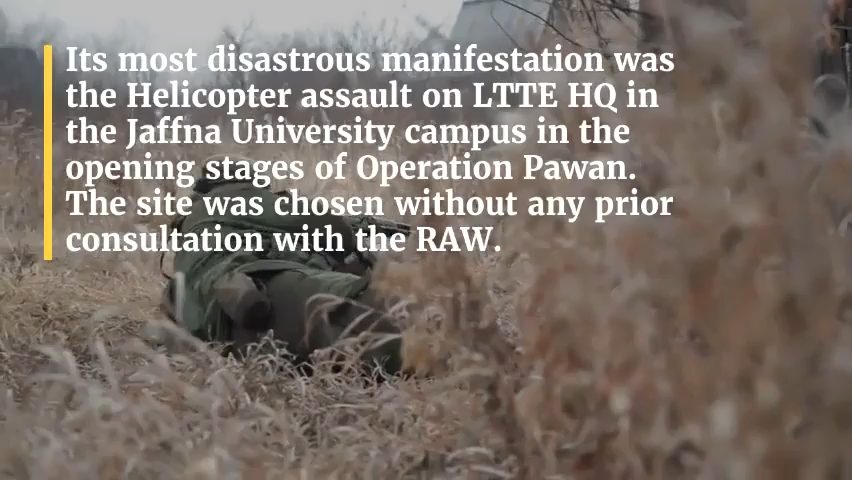 Its most disastrous manifestation was
the Helicopter assault on LTTE HQ in
the Jaffna University campus in the
opening stages of Operation Pawan.
The site was chosen without any prior
consultation with the RAW.